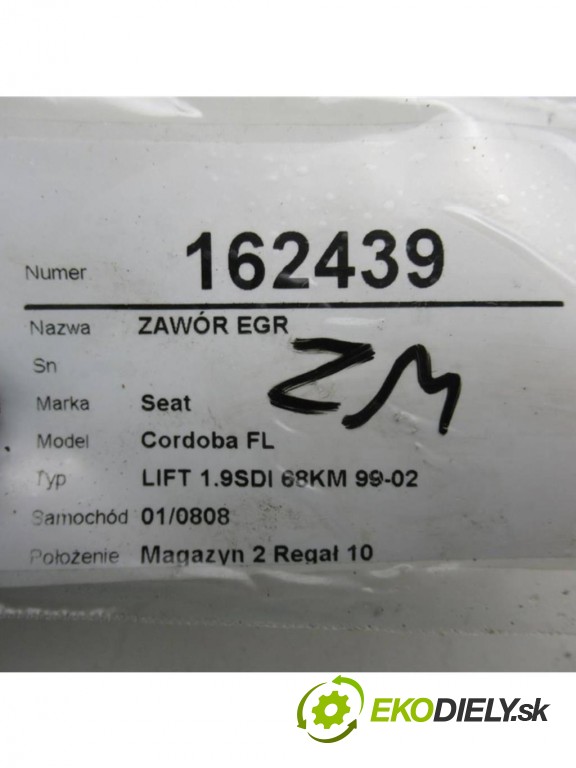 Numer 162439
Nazwa ZAWÓR EGR
Sn
ZM
Marka Seat
Model Cordoba FL
Typ LIFT 1.9SDI 68KM 99-02
Samochód 01/0808
Położenie Magazyn 2 Regał 10
EKODIELY.sk